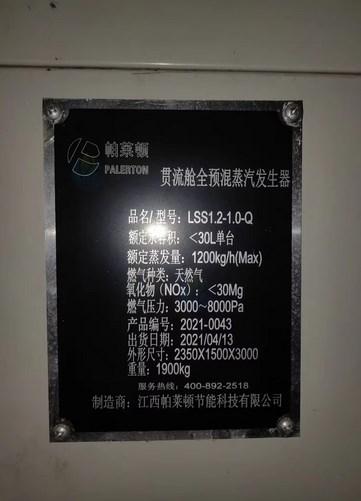 帕莱顿
PALERTON
贯流舱全预混蒸汽发生器
品名/型号：LSS1.2-1.0-Q
额定水容积：＜30L单台
额定蒸发量：1200kg/h(Max)
燃气种类：天然气
氧化物（NOx）：＜30Mg
燃气压力：3000～8000Pa
产品编号：2021-0043
出货日期：2021/04/13
外形尺寸：2350X1500X3000
重量：1900kg
服务热线：400-892-2518
制造商：江西帕莱顿节能科技有限公司